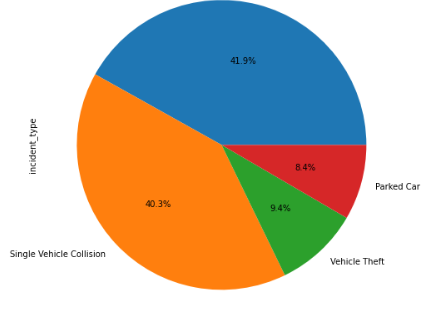 41.9%
incident_type
8.4%
Parked Car
40.3%
9.4%
Single Vehicle Collision
Vehicle Theft